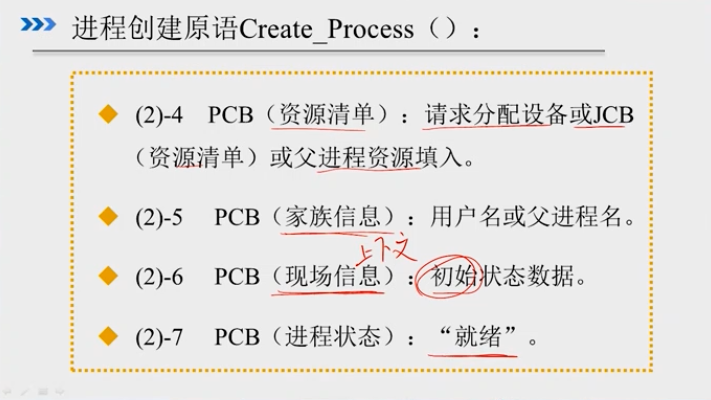 进程创建原语Create_Process（）：
(2)-4 PCB（资源清单）：请求分配设备或JCB
（资源清单）或父进程资源填入。
(2)-5 PCB（家族信息）：用户名或父进程名。
上下文
(2)-6 PCB（现场信息）：初始状态数据。
(2)-7 PCB（进程状态）：“就绪”。